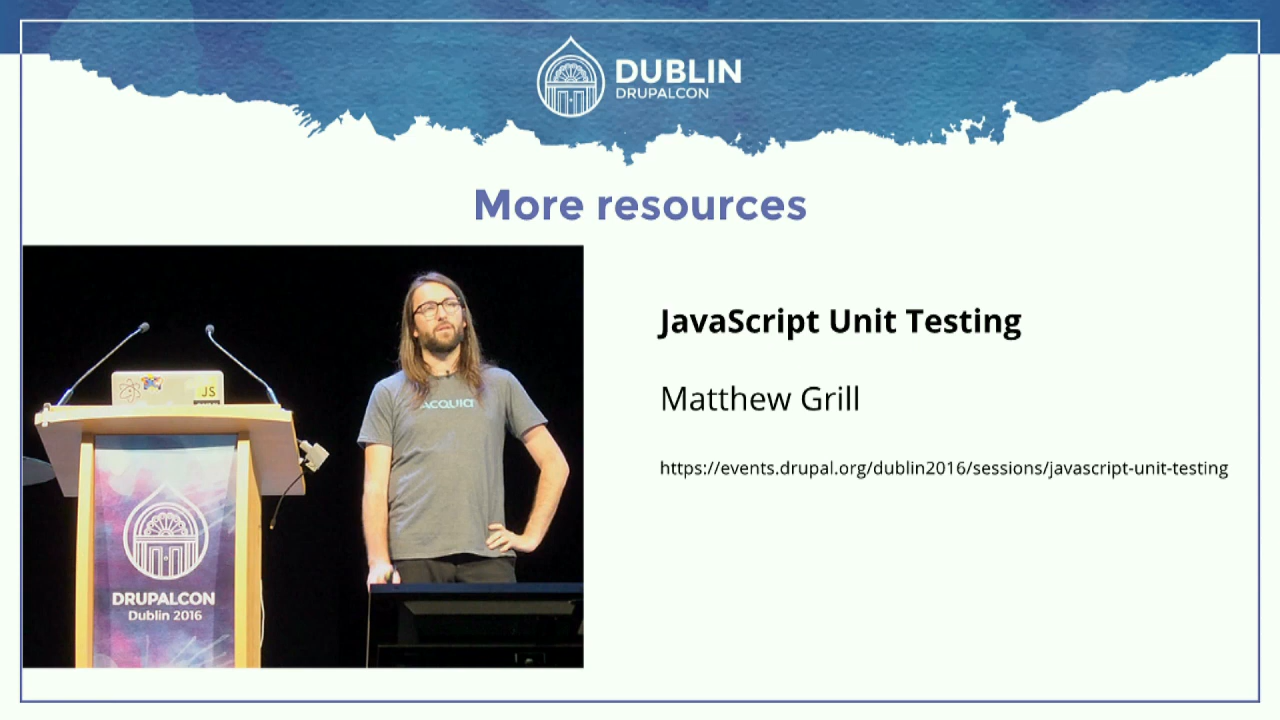 DUBLIN
DRUPALCON
More resources
JavaScript Unit Testing
Matthew Grill
https://events.drupal.org/dublin2016/sessions/javascript-unit-testing
JS
ACQUIA
DRUPALCON
Dublin 2016